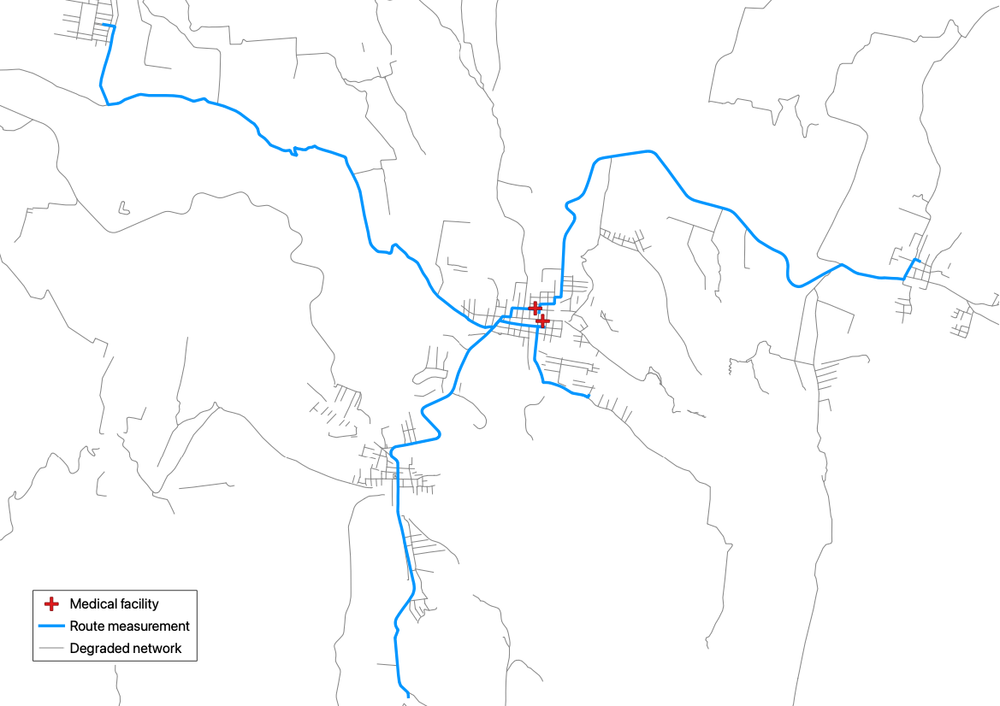 Medical facility
Route measurement
Degraded network